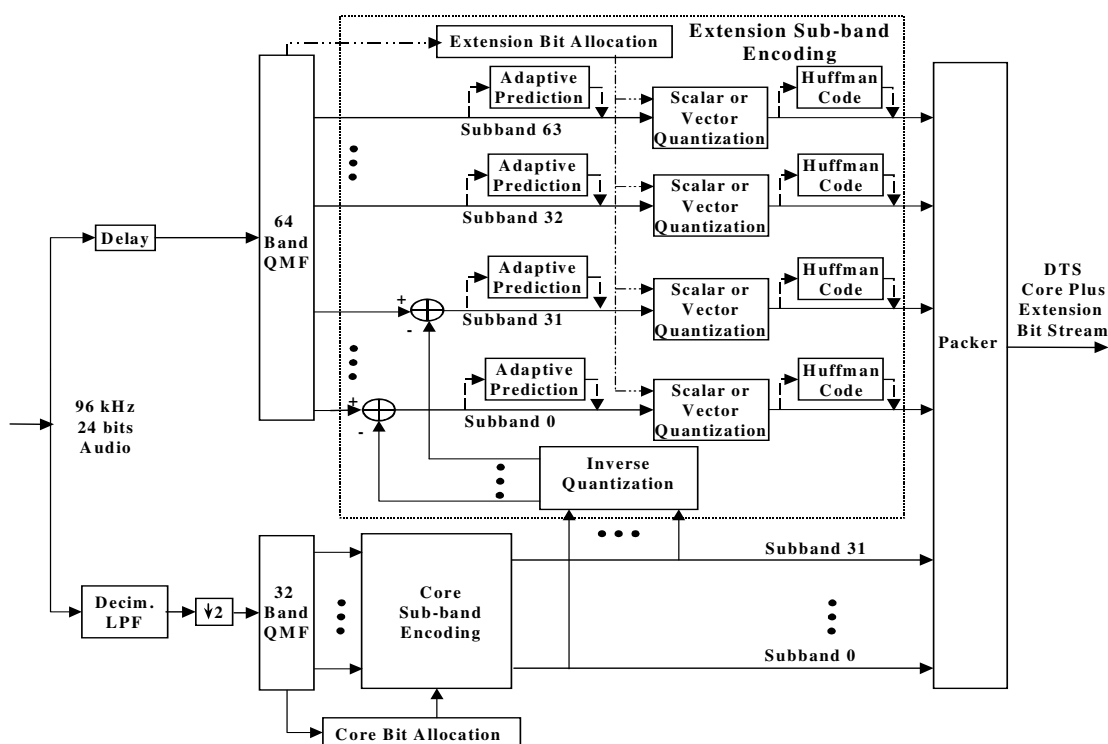 Extension Bit Allocation
Extension Sub-band
Encoding
Adaptive
Prediction
Subband 63
Scalar or
Vector
Quantization
Huffman
Code
Adaptive
Prediction
Subband 32
Scalar or
Vector
Quantization
Huffman
Code
64
Band
QMF
Delay
Adaptive
Prediction
+
-
Subband 31
Scalar or
Vector
Quantization
Huffman
Code
DTS
Core Plus
Extension
Bit Stream
Packer
Adaptive
Prediction
+
-
Subband 0
Scalar or
Vector
Quantization
Huffman
Code
96 kHz
24 bits
Audio
Inverse
Quantization
Subband 31
Decim.
LPF
↓2
32
Band
QMF
Core
Sub-band
Encoding
Subband 0
Core Bit Allocation